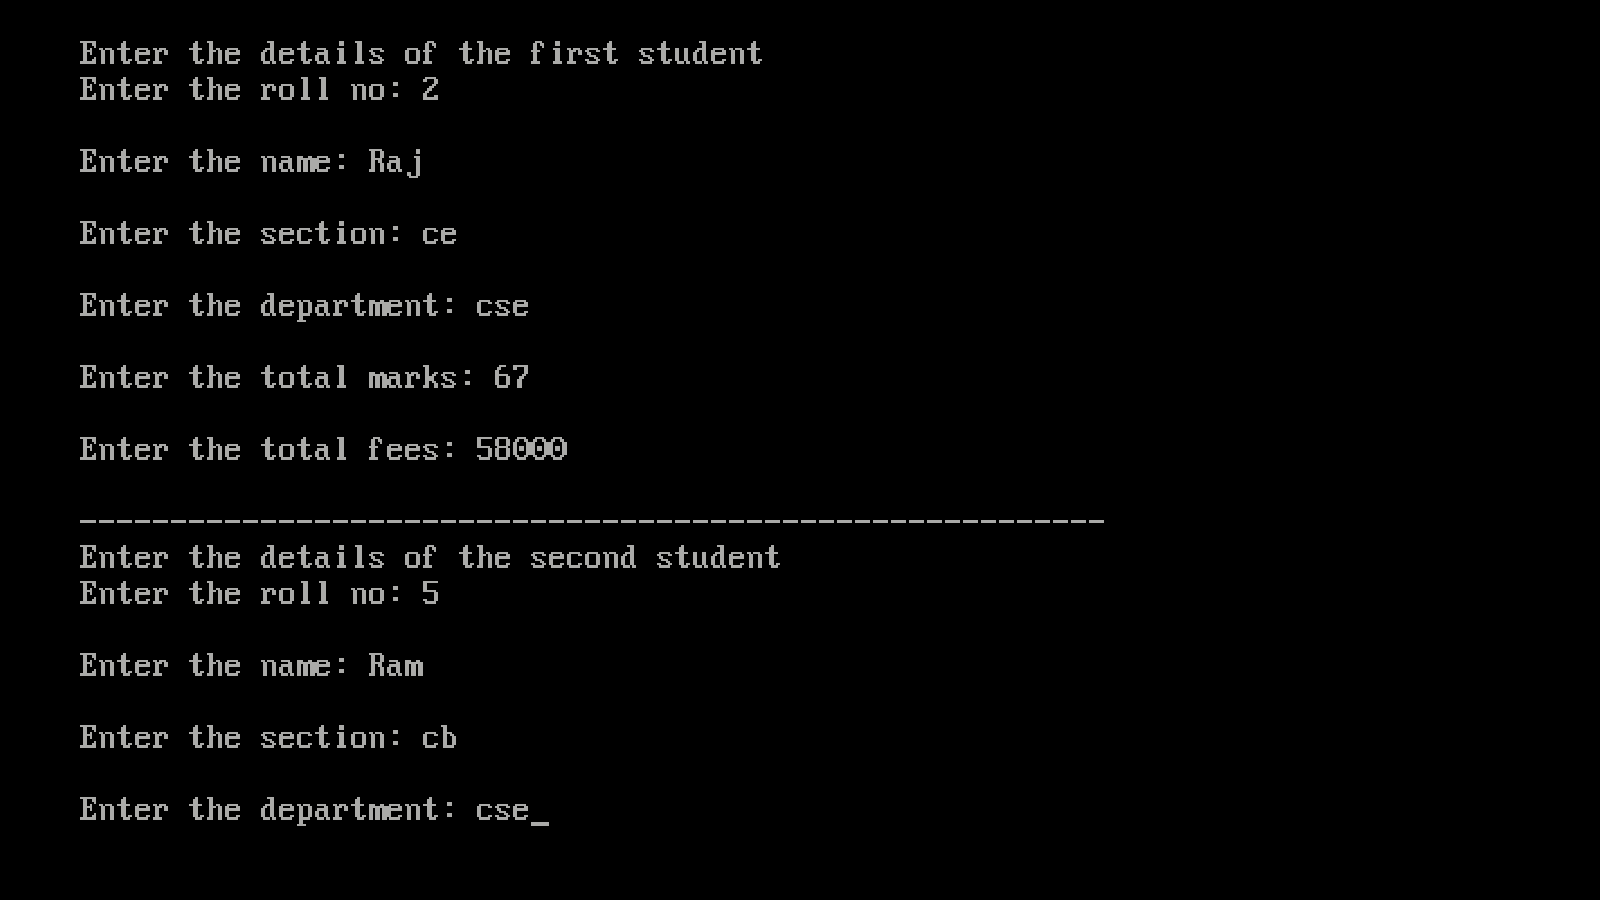 Enter the details of the first student
Enter the roll no: 2
Enter the name: Raj
Enter the section: ce
Enter the department: cse
Enter the total marks: 67
Enter the total fees: 58000
_________________________________________________________
Enter the details of the second student
Enter the roll no: 5
Enter the name: Ram
Enter the section: cb
Enter the department: cse_